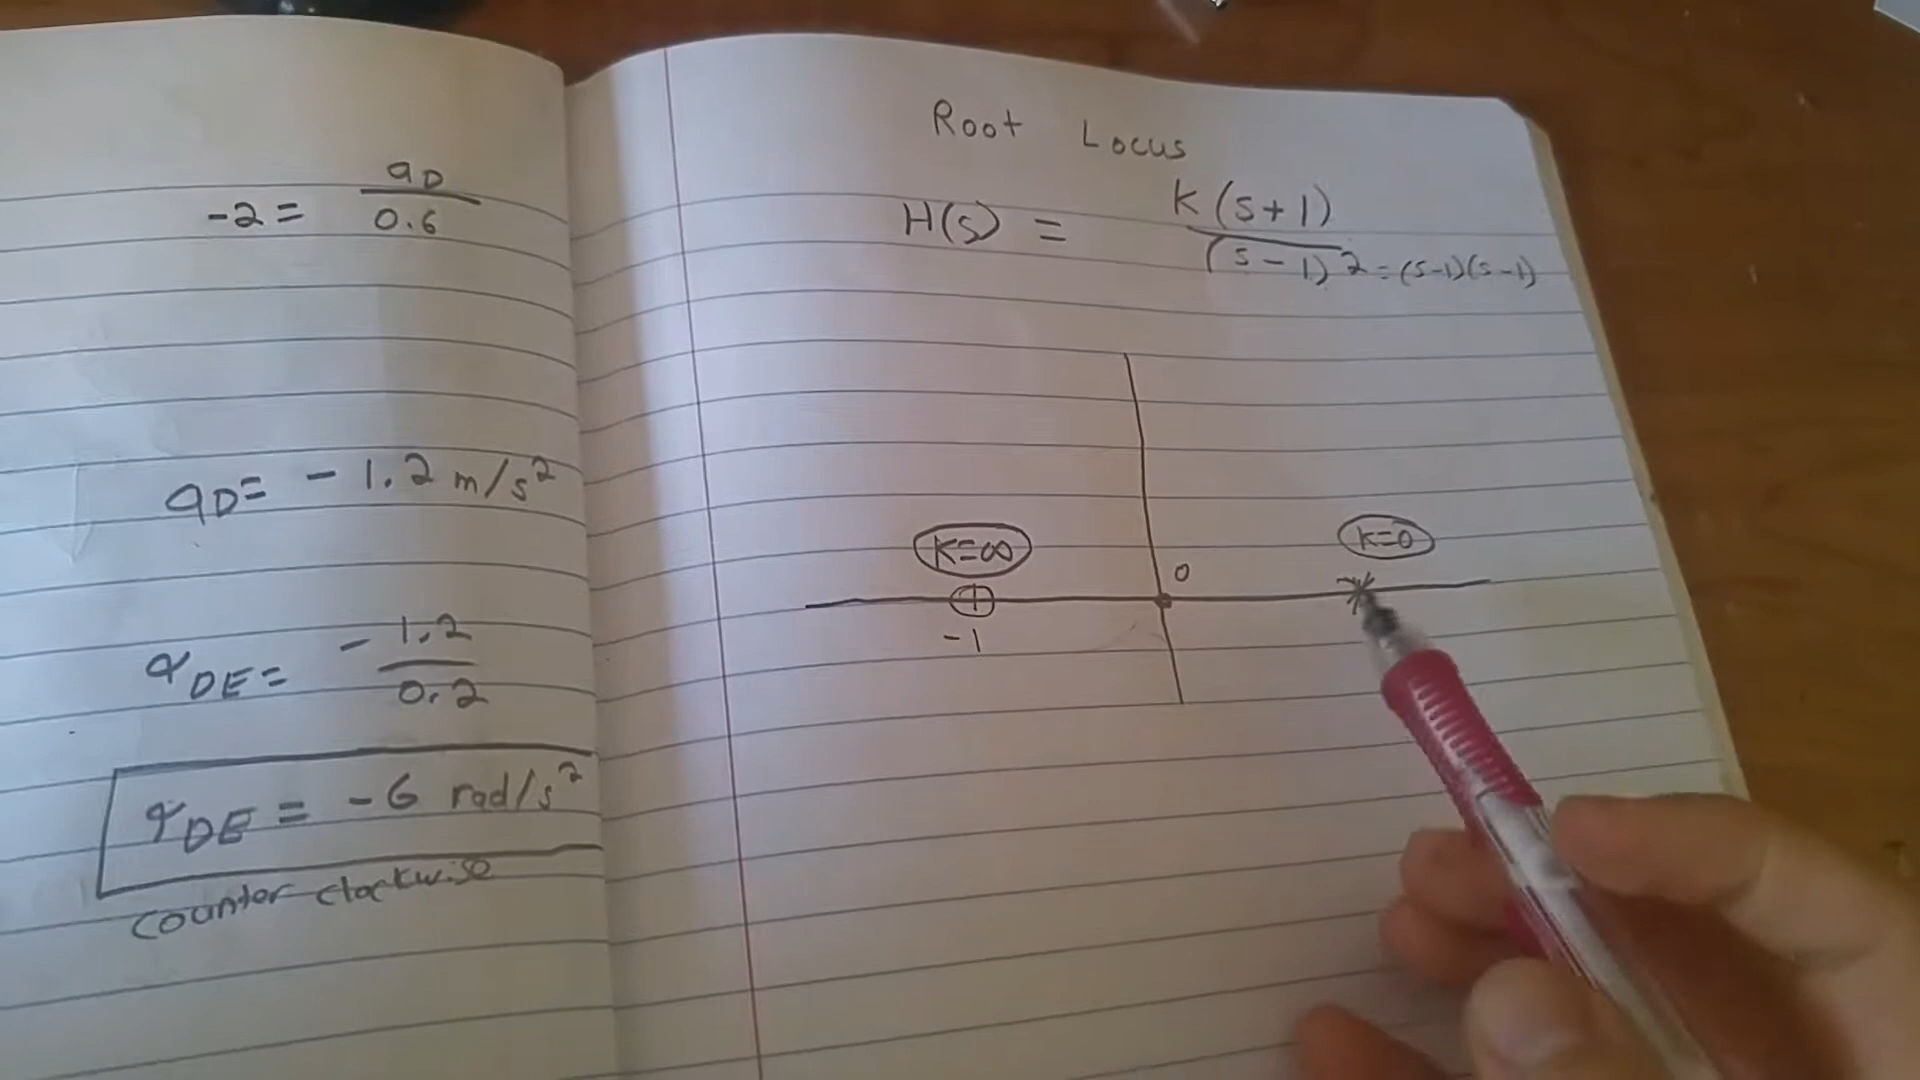 -2 = aD / 0.6
aD = - 1.2 m/s²
αDE = - 1.2 / 0.2
αDE = - 6 rad/s²
counter clockwise
Root Locus
H(s) = K(s+1) / (s-1)² = (s-1)(s-1)
K=∞
K=0
0
-1